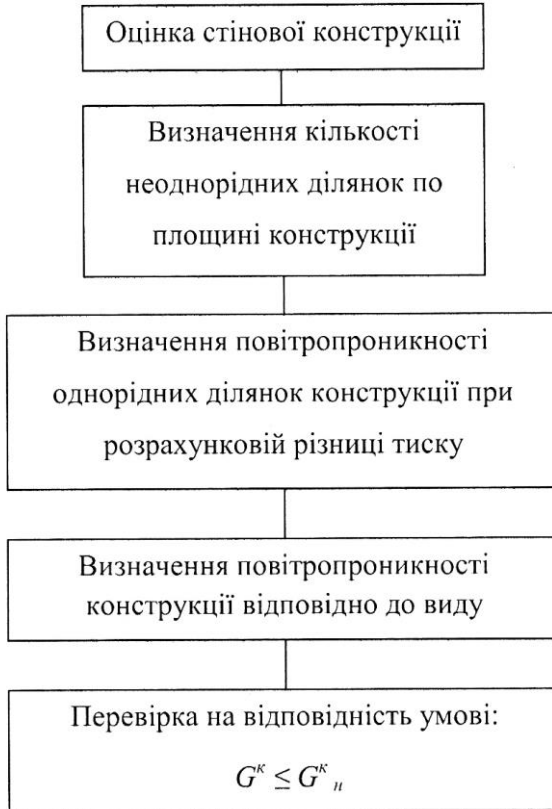 Оцінка стінової конструкції
Визначення кількості
неоднорідних ділянок по
площині конструкції
Визначення повітропроникності
однорідних ділянок конструкції при
розрахунковій різниці тиску
Визначення повітропроникності
конструкції відповідно до виду
Перевірка на відповідність умові:
Gᵏ ≤ Gᵏ н